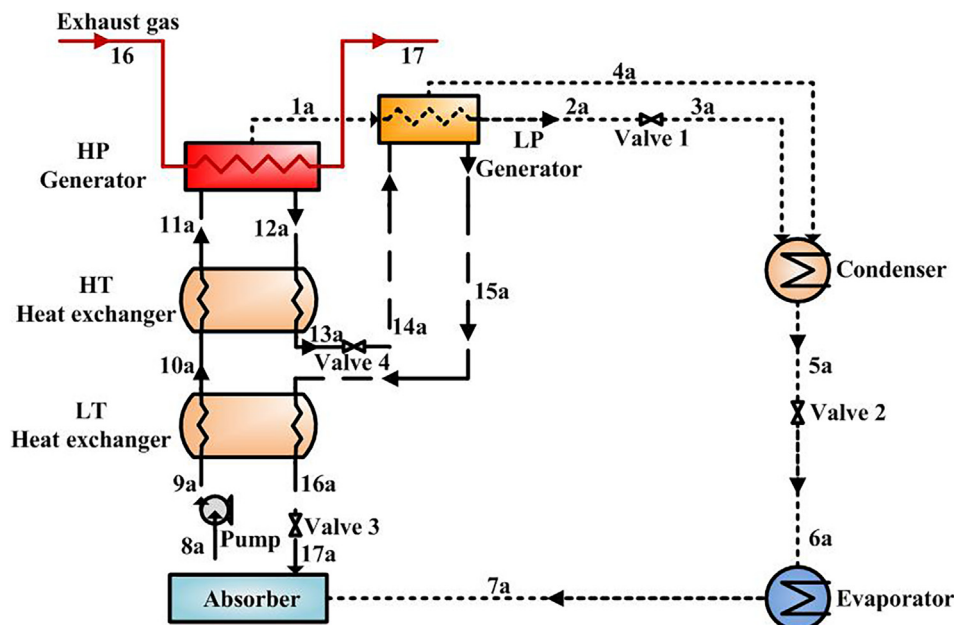 Exhaust gas
16
17
4a
1a
2a
3a
LP
Generator
Valve 1
HP
Generator
11a
12a
Condenser
HT
Heat exchanger
15a
13a
14a
Valve 4
10a
5a
LT
Heat exchanger
Valve 2
9a
16a
Pump
Valve 3
8a
17a
6a
7a
Absorber
Evaporator